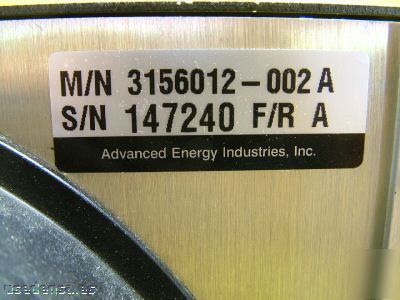 M/N 3156012-002 A
S/N 147240 F/R A
Advanced Energy Industries, Inc.